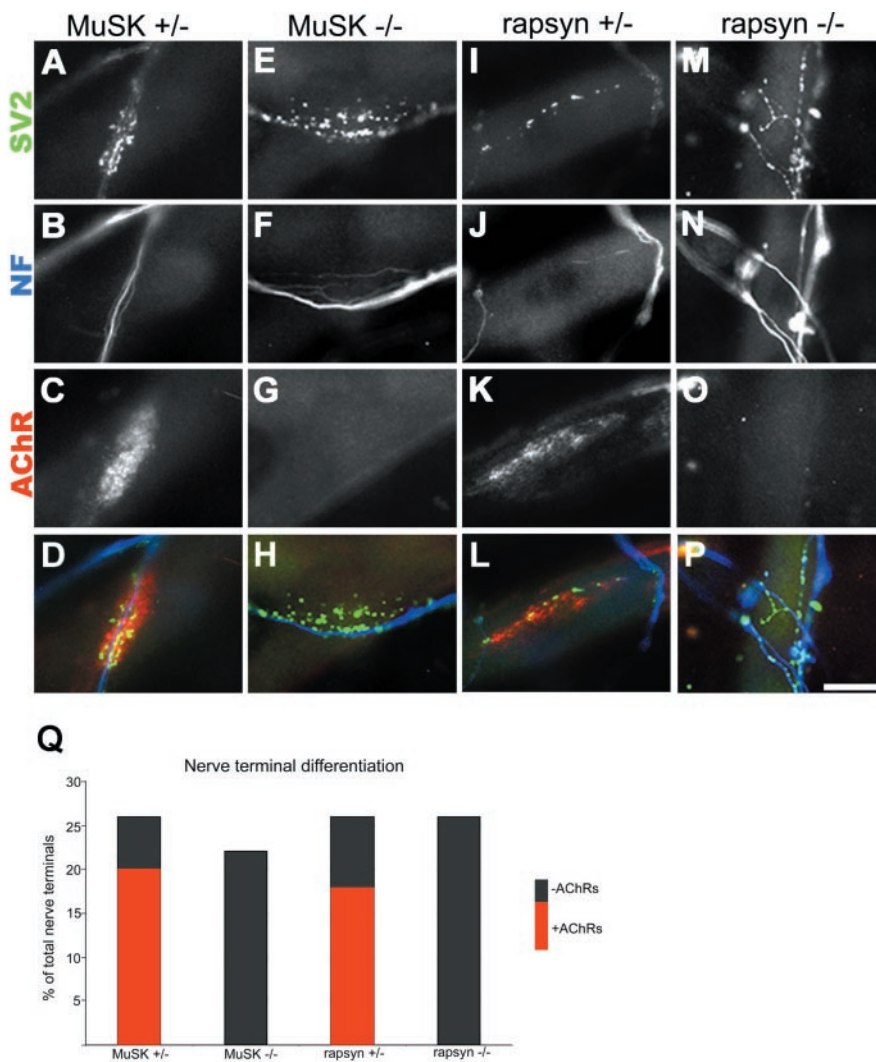 MuSK +/- MuSK -/- rapsyn +/- rapsyn -/-
A E I M
SV2
B F J N
NF
C G K O
AChR
D H L P
Q
Nerve terminal differentiation
% of total nerve terminals
30
25
20
15
10
5
-AChRs
+AChRs
MuSK +/- MuSK -/- rapsyn +/- rapsyn -/-